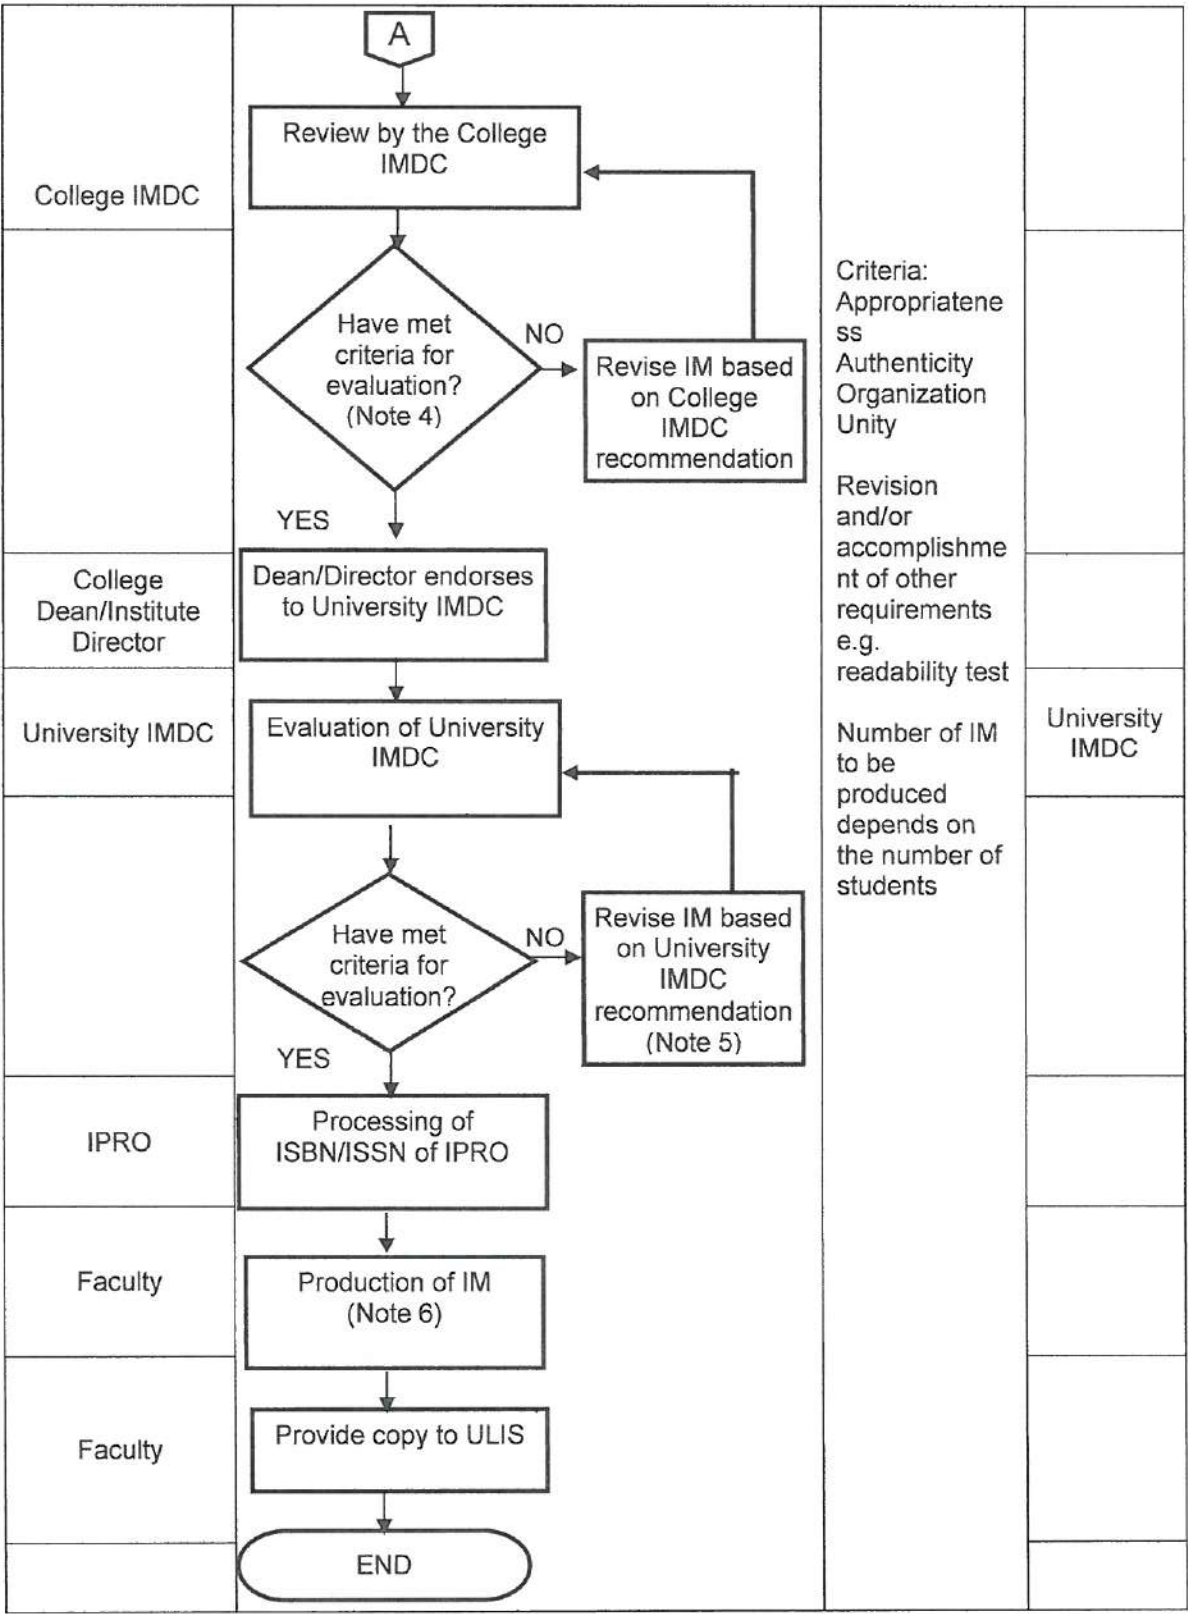 A
Review by the College
IMDC
College IMDC
Have met
criteria for
evaluation?
(Note 4)
NO
Revise IM based
on College
IMDC
recommendation
YES
College
Dean/Institute
Director
Dean/Director endorses
to University IMDC
University IMDC
Evaluation of University
IMDC
Have met
criteria for
evaluation?
NO
Revise IM based
on University
IMDC
recommendation
(Note 5)
YES
IPRO
Processing of
ISBN/ISSN of IPRO
Faculty
Production of IM
(Note 6)
Faculty
Provide copy to ULIS
END
Criteria:
Appropriatene
ss
Authenticity
Organization
Unity
Revision
and/or
accomplishme
nt of other
requirements
e.g.
readability test
Number of IM
to be
produced
depends on
the number of
students
University
IMDC